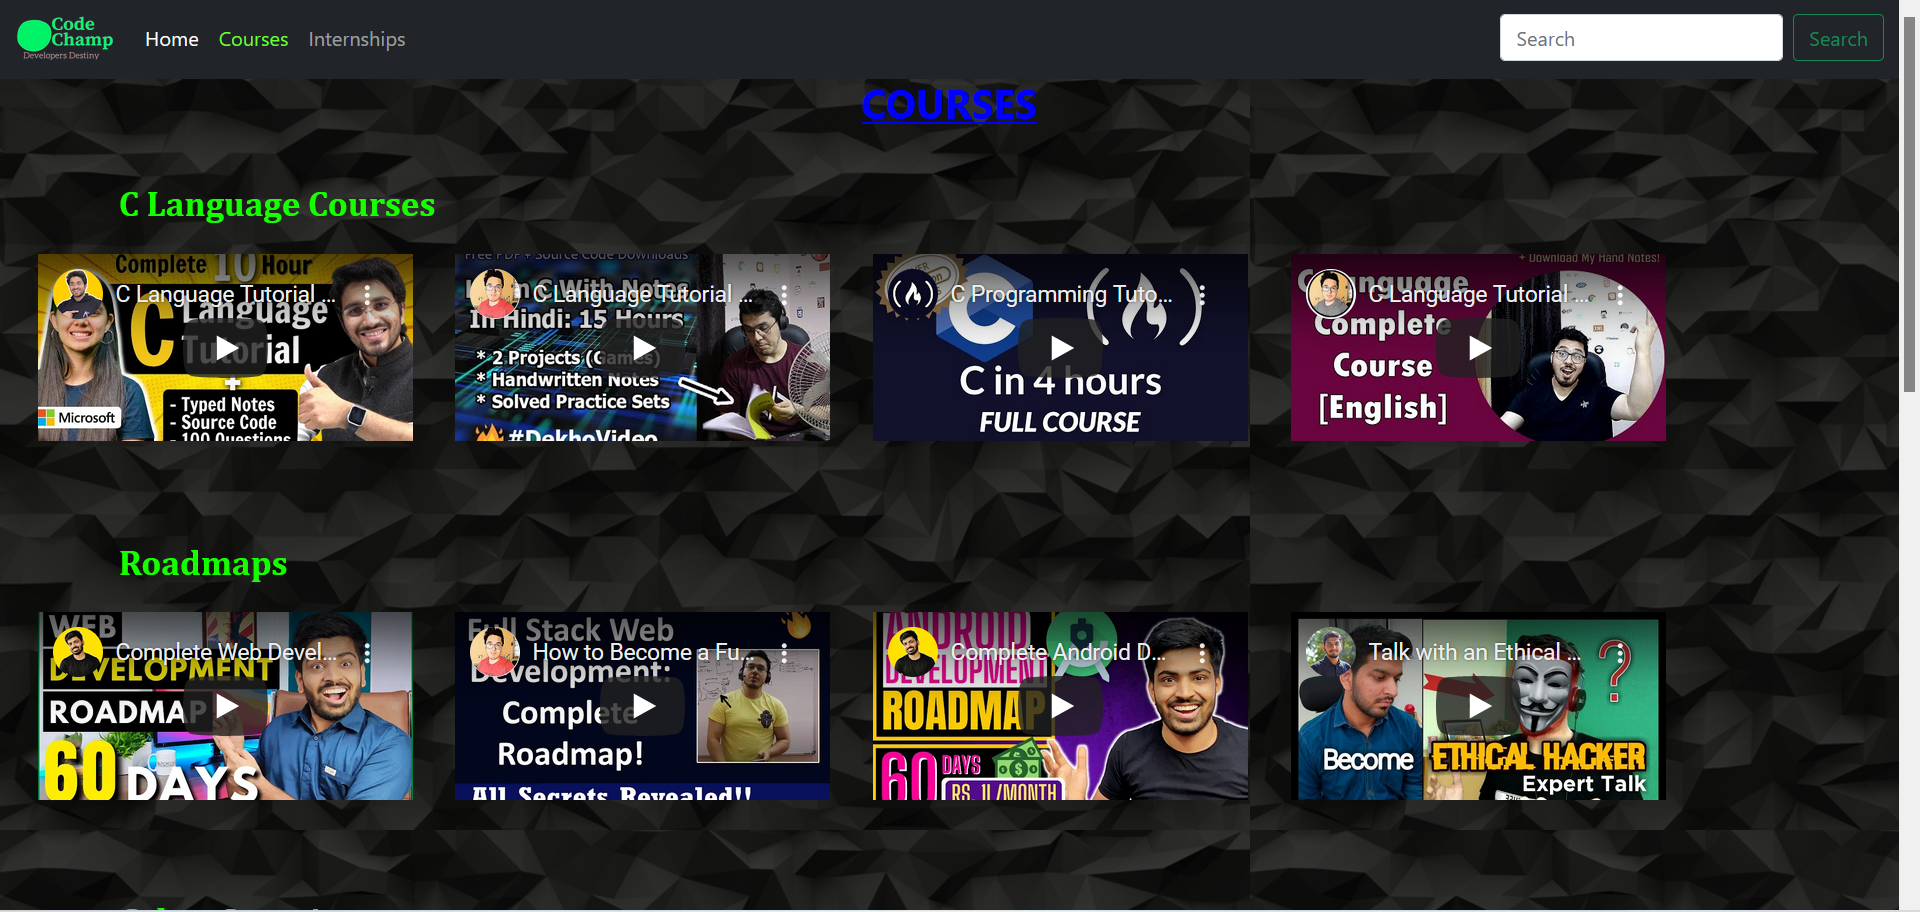 Code
Champ
Developers Destiny
Home
Courses
Internships
Search
Search
COURSES
C Language Courses
Complete 10 Hour
C Language Tutorial ...
C Language
Tutorial
+
Microsoft
- Typed Notes
- Source Code
- 100 Questions
Free PDF + Source Code Downloads
C Language Tutorial ...
Learn C With Notes
In Hindi: 15 Hours
* 2 Projects (Games)
* Handwritten Notes
* Solved Practice Sets
#DekhoVideo
C Programming Tuto...
C
C in 4 hours
FULL COURSE
+ Download My Hand Notes!
C Language
C Language Tutorial ...
Complete
Course
[English]
Roadmaps
WEB
Complete Web Devel...
DEVELOPMENT
ROADMAP
60 DAYS
Full Stack Web
How to Become a Fu...
Development:
Complete
Roadmap!
All Secrets Revealed!!
ANDROID
Complete Android D...
DEVELOPMENT
ROADMAP
60 DAYS
RS. 1L/MONTH
Talk with an Ethical ...
?
Become ETHICAL HACKER
Expert Talk